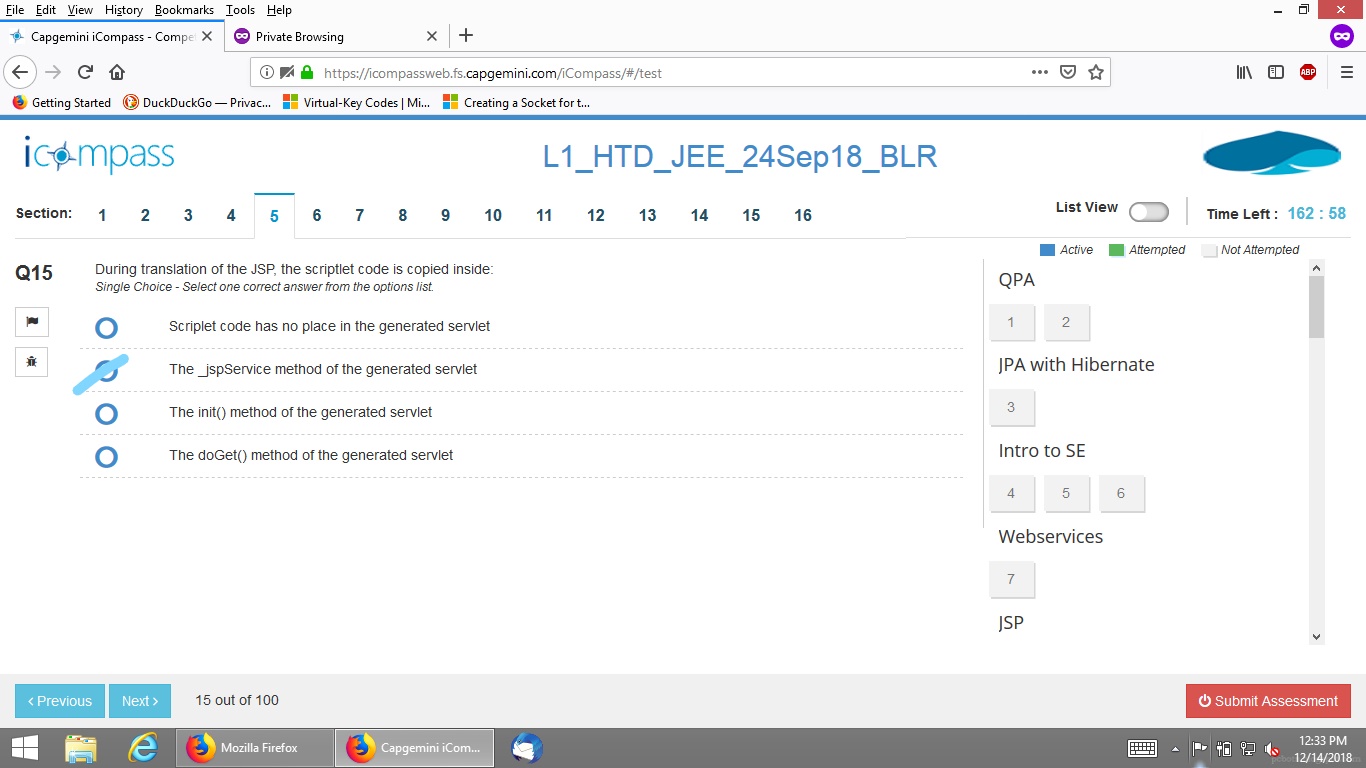 File Edit View History Bookmarks Tools Help
Capgemini iCompass - Compe
Private Browsing
https://icompassweb.fs.capgemini.com/iCompass/#/test
ABP
Getting Started
DuckDuckGo — Privac...
Virtual-Key Codes | Mi...
Creating a Socket for t...
icompass
L1_HTD_JEE_24Sep18_BLR
Section: 1 2 3 4 5 6 7 8 9 10 11 12 13 14 15 16
List View
Time Left : 162 : 58
Active Attempted Not Attempted
Q15
During translation of the JSP, the scriptlet code is copied inside:
Single Choice - Select one correct answer from the options list.
Scriplet code has no place in the generated servlet
The _jspService method of the generated servlet
The init() method of the generated servlet
The doGet() method of the generated servlet
QPA
1 2
JPA with Hibernate
3
Intro to SE
4 5 6
Webservices
7
JSP
Previous
Next
15 out of 100
Submit Assessment
Mozilla Firefox
Capgemini iCom...
12:33 PM
12/14/2018